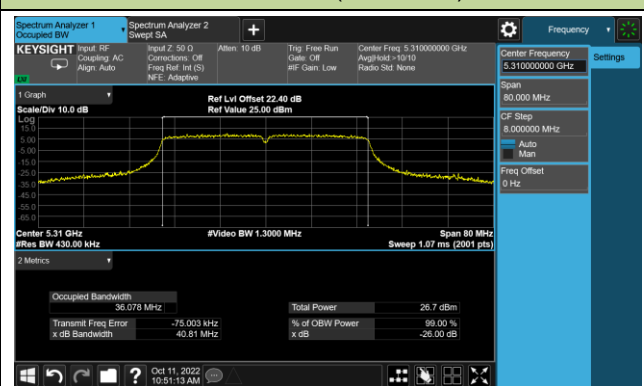 Spectrum Analyzer 1
Occupied BW
Spectrum Analyzer 2
Swept SA
Frequency
KEYSIGHT
Input: RF
Coupling: AC
Align: Auto
Input Z: 50 Ω
Corrections: Off
Freq Ref: Int (S)
NFE: Adaptive
Atten: 10 dB
Trig: Free Run
Gate: Off
#IF Gain: Low
Center Freq: 5.310000000 GHz
Avg|Hold:>10/10
Radio Std: None
Center Frequency
5.310000000 GHz
Settings
Span
80.000 MHz
CF Step
8.000000 MHz
Auto
Man
Freq Offset
0 Hz
1 Graph
Scale/Div 10.0 dB
Ref Lvl Offset 22.40 dB
Ref Value 25.00 dBm
Log
15.0
5.00
-5.00
-15.0
-25.0
-35.0
-45.0
-55.0
-65.0
Center 5.31 GHz
#Res BW 430.00 kHz
#Video BW 1.3000 MHz
Span 80 MHz
Sweep 1.07 ms (2001 pts)
2 Metrics
Occupied Bandwidth
36.078 MHz
Total Power 26.7 dBm
Transmit Freq Error -75.003 kHz
% of OBW Power 99.00 %
x dB Bandwidth 40.81 MHz
x dB -26.00 dB
Oct 11, 2022
10:51:13 AM